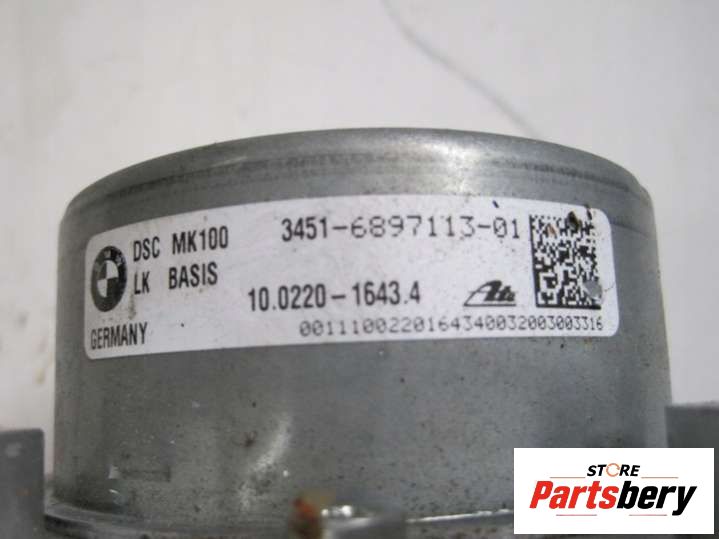 DSC MK100 3451-6897113-01
LK BASIS
10.0220-1643.4 Ate
GERMANY 0011100220164340032003003316
STORE
Partsbery